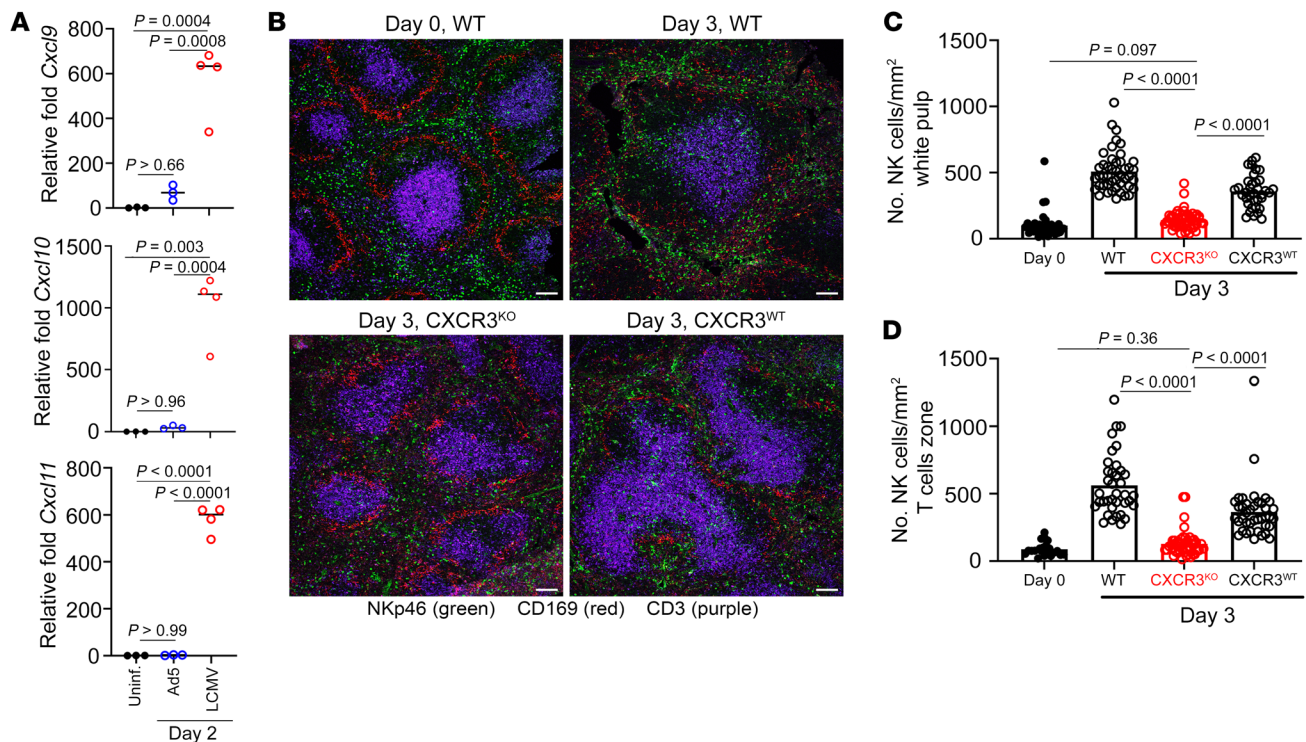 A
Relative fold Cxcl9
800
600
400
200
0
P = 0.0004
P = 0.0008
P > 0.66
Relative fold Cxcl10
1500
1000
500
0
P = 0.003
P = 0.0004
P > 0.96
Relative fold Cxcl11
800
600
400
200
0
P < 0.0001
P < 0.0001
P > 0.99
Uninf.
Ad5
LCMV
Day 2
B
Day 0, WT
Day 3, WT
Day 3, CXCR3KO
Day 3, CXCR3WT
NKp46 (green) CD169 (red) CD3 (purple)
C
No. NK cells/mm2
white pulp
1500
1000
500
0
P = 0.097
P < 0.0001
P < 0.0001
Day 0
WT
CXCR3KO
CXCR3WT
Day 3
D
No. NK cells/mm2
T cells zone
1500
1000
500
0
P = 0.36
P < 0.0001
P < 0.0001
Day 0
WT
CXCR3KO
CXCR3WT
Day 3